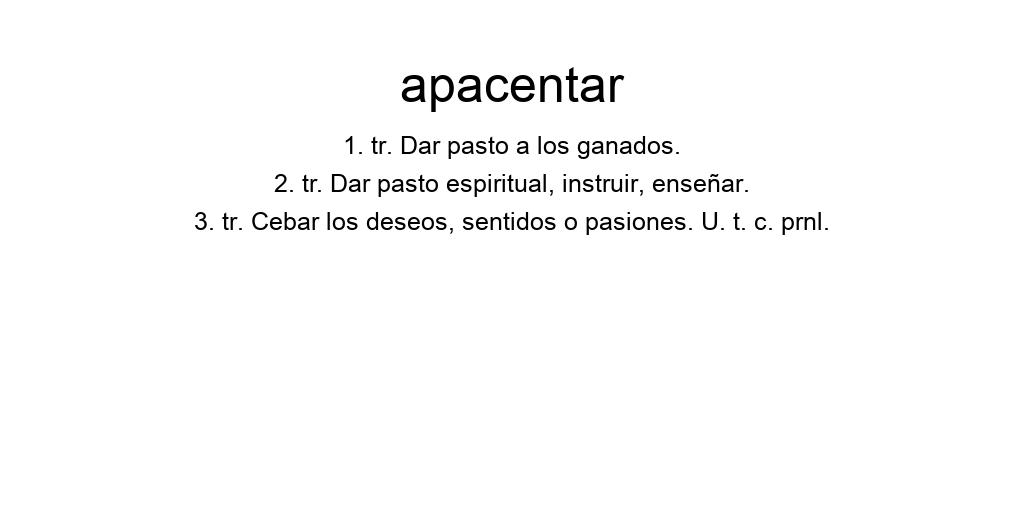 apacentar
1. tr. Dar pasto a los ganados.
2. tr. Dar pasto espiritual, instruir, enseñar.
3. tr. Cebar los deseos, sentidos o pasiones. U. t. c. prnl.